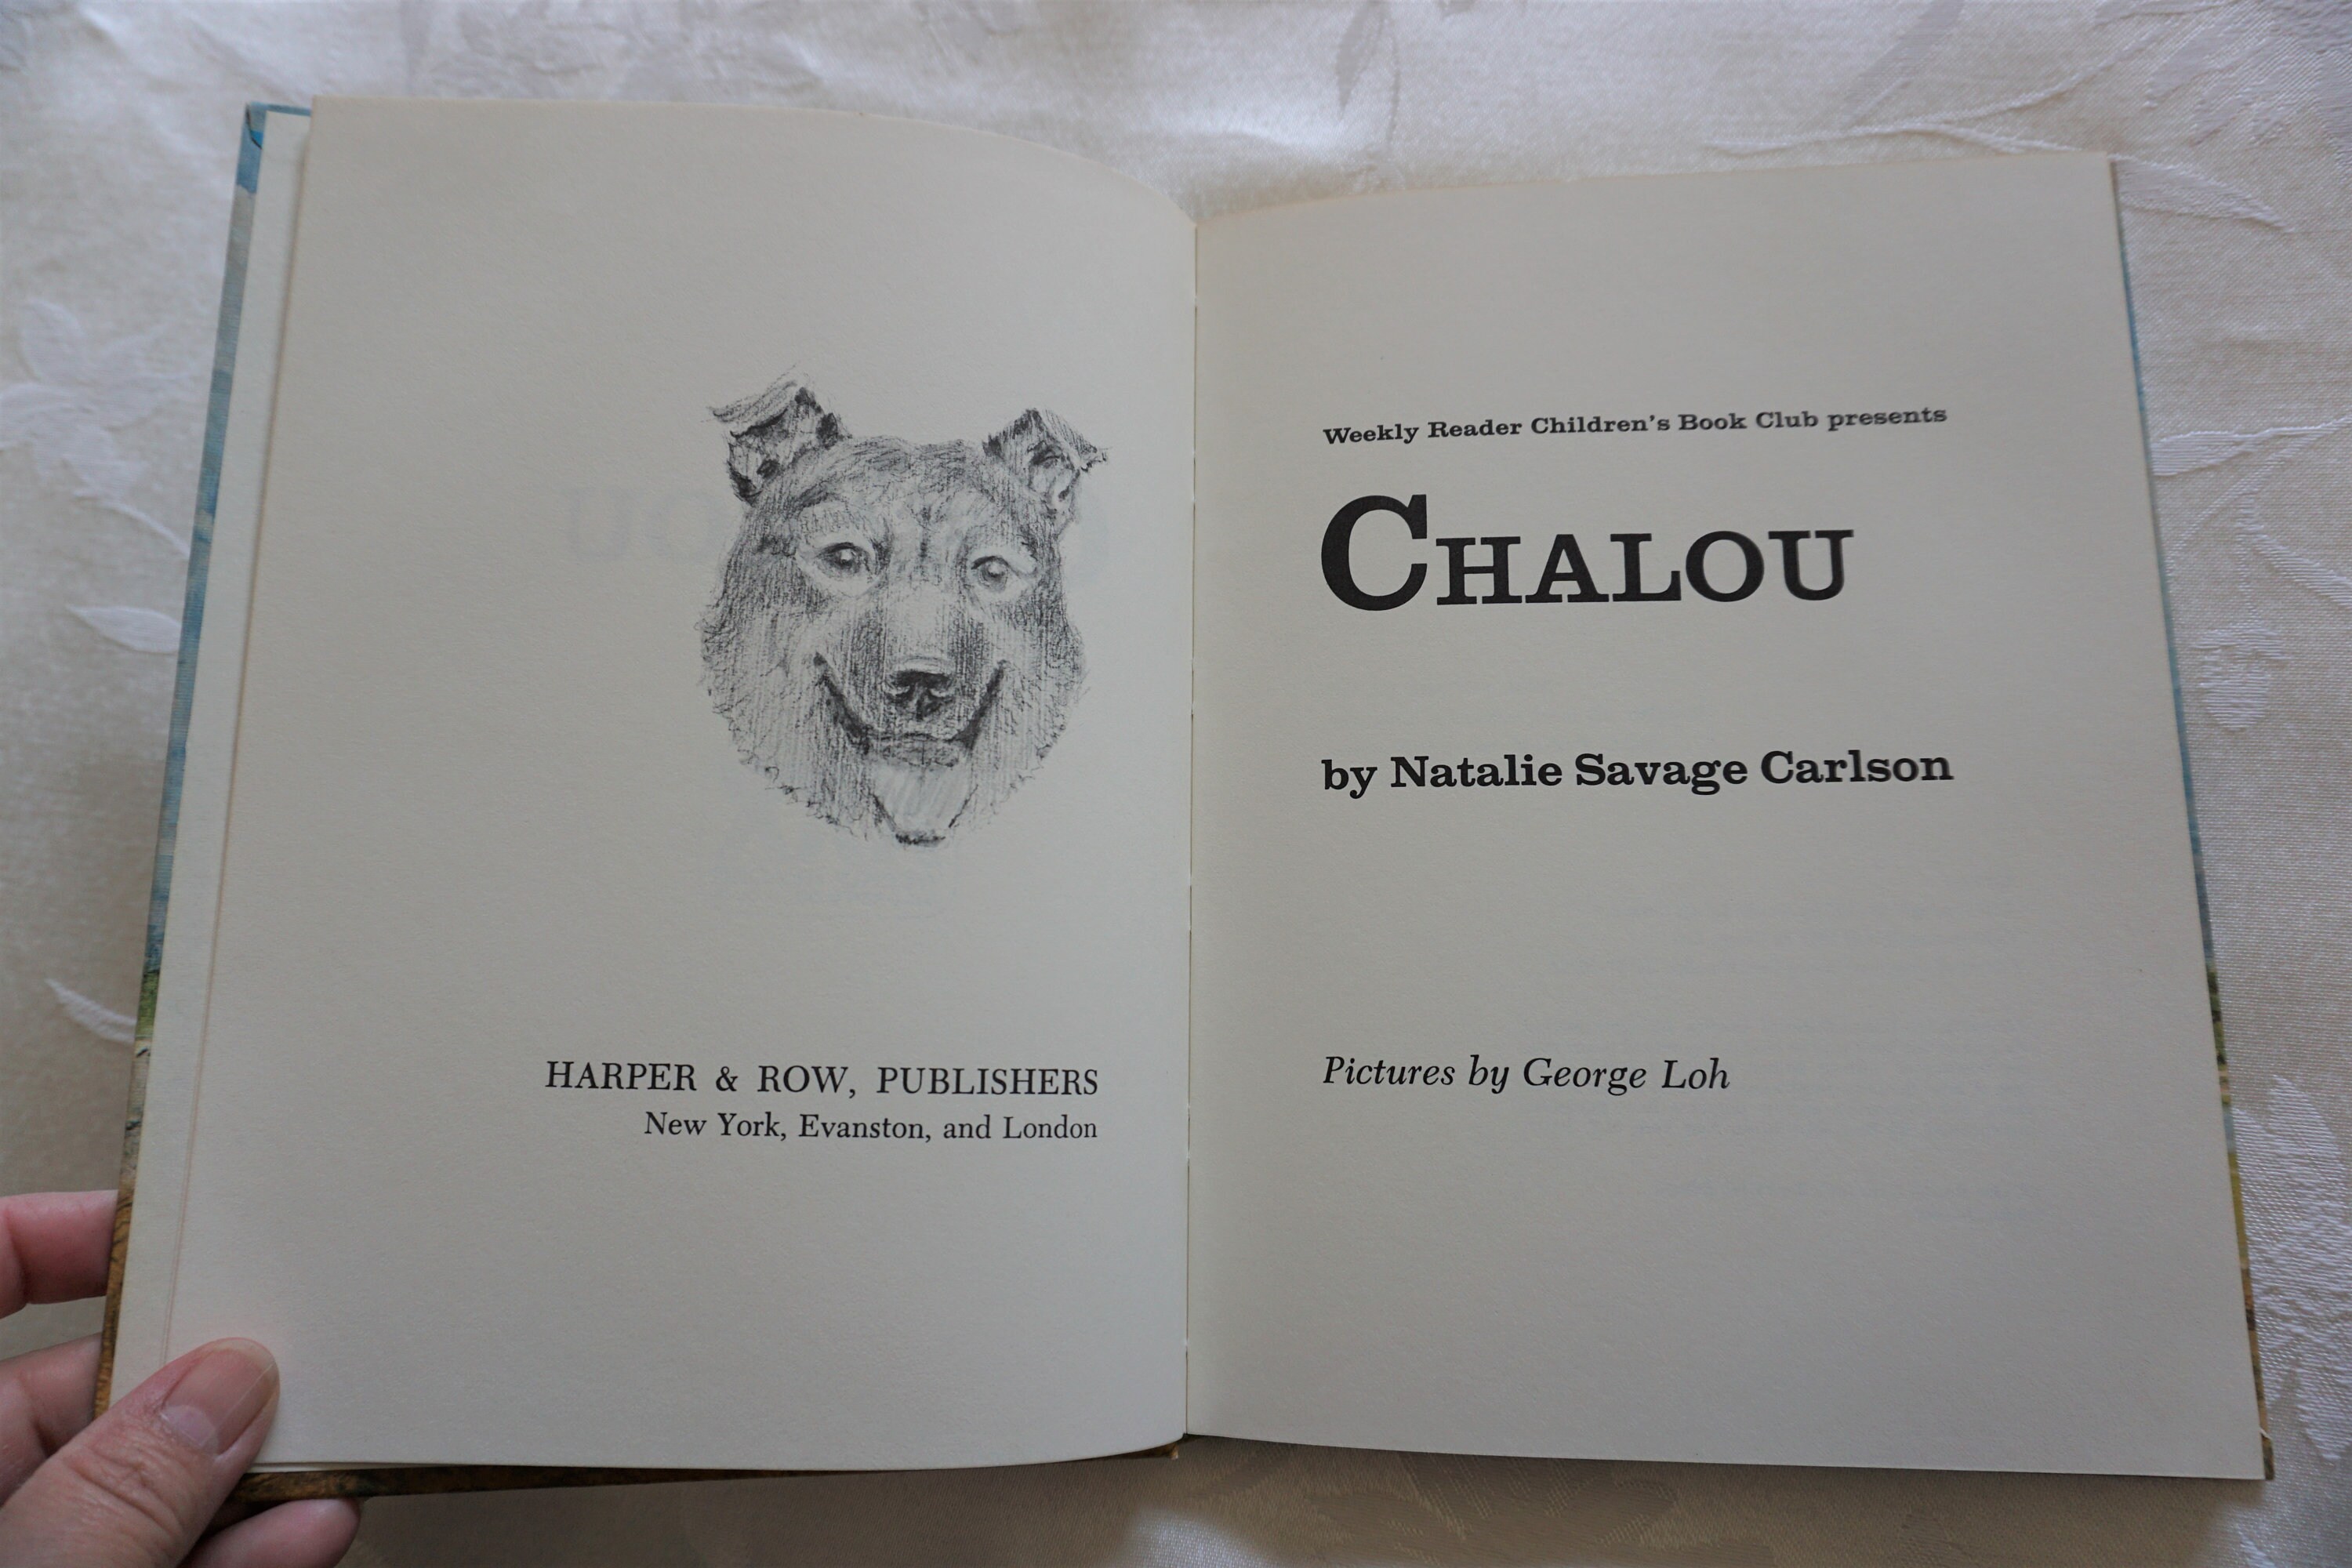 HARPER & ROW, PUBLISHERS
New York, Evanston, and London
Weekly Reader Children's Book Club presents
CHALOU
by Natalie Savage Carlson
Pictures by George Loh